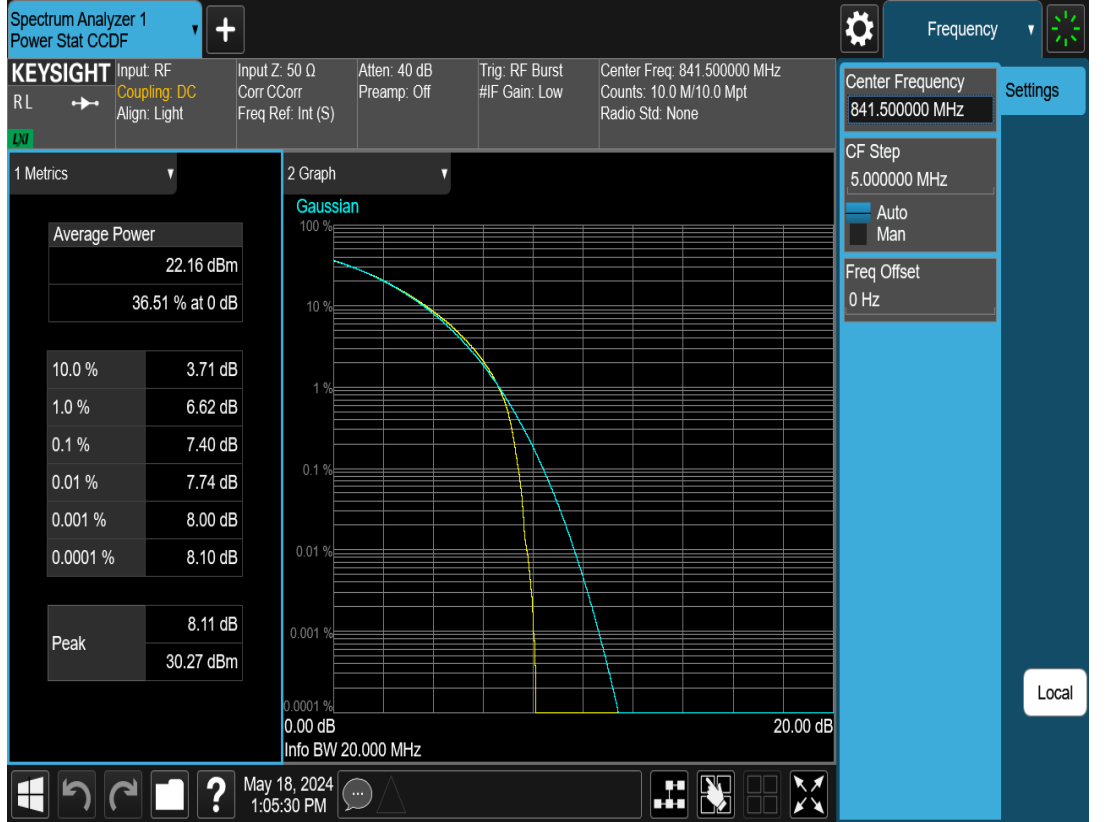 Spectrum Analyzer 1
Power Stat CCDF
+
Frequency
KEYSIGHT
RL
LXI
Input: RF
Coupling: DC
Align: Light
Input Z: 50 Ω
Corr CCorr
Freq Ref: Int (S)
Atten: 40 dB
Preamp: Off
Trig: RF Burst
#IF Gain: Low
Center Freq: 841.500000 MHz
Counts: 10.0 M/10.0 Mpt
Radio Std: None
Center Frequency
841.500000 MHz
Settings
CF Step
5.000000 MHz
Auto
Man
Freq Offset
0 Hz
1 Metrics
Average Power
22.16 dBm
36.51 % at 0 dB
10.0 % 3.71 dB
1.0 % 6.62 dB
0.1 % 7.40 dB
0.01 % 7.74 dB
0.001 % 8.00 dB
0.0001 % 8.10 dB
Peak 8.11 dB
30.27 dBm
2 Graph
Gaussian
100 %
10 %
1 %
0.1 %
0.01 %
0.001 %
0.0001 %
0.00 dB 20.00 dB
Info BW 20.000 MHz
Local
?
May 18, 2024
1:05:30 PM